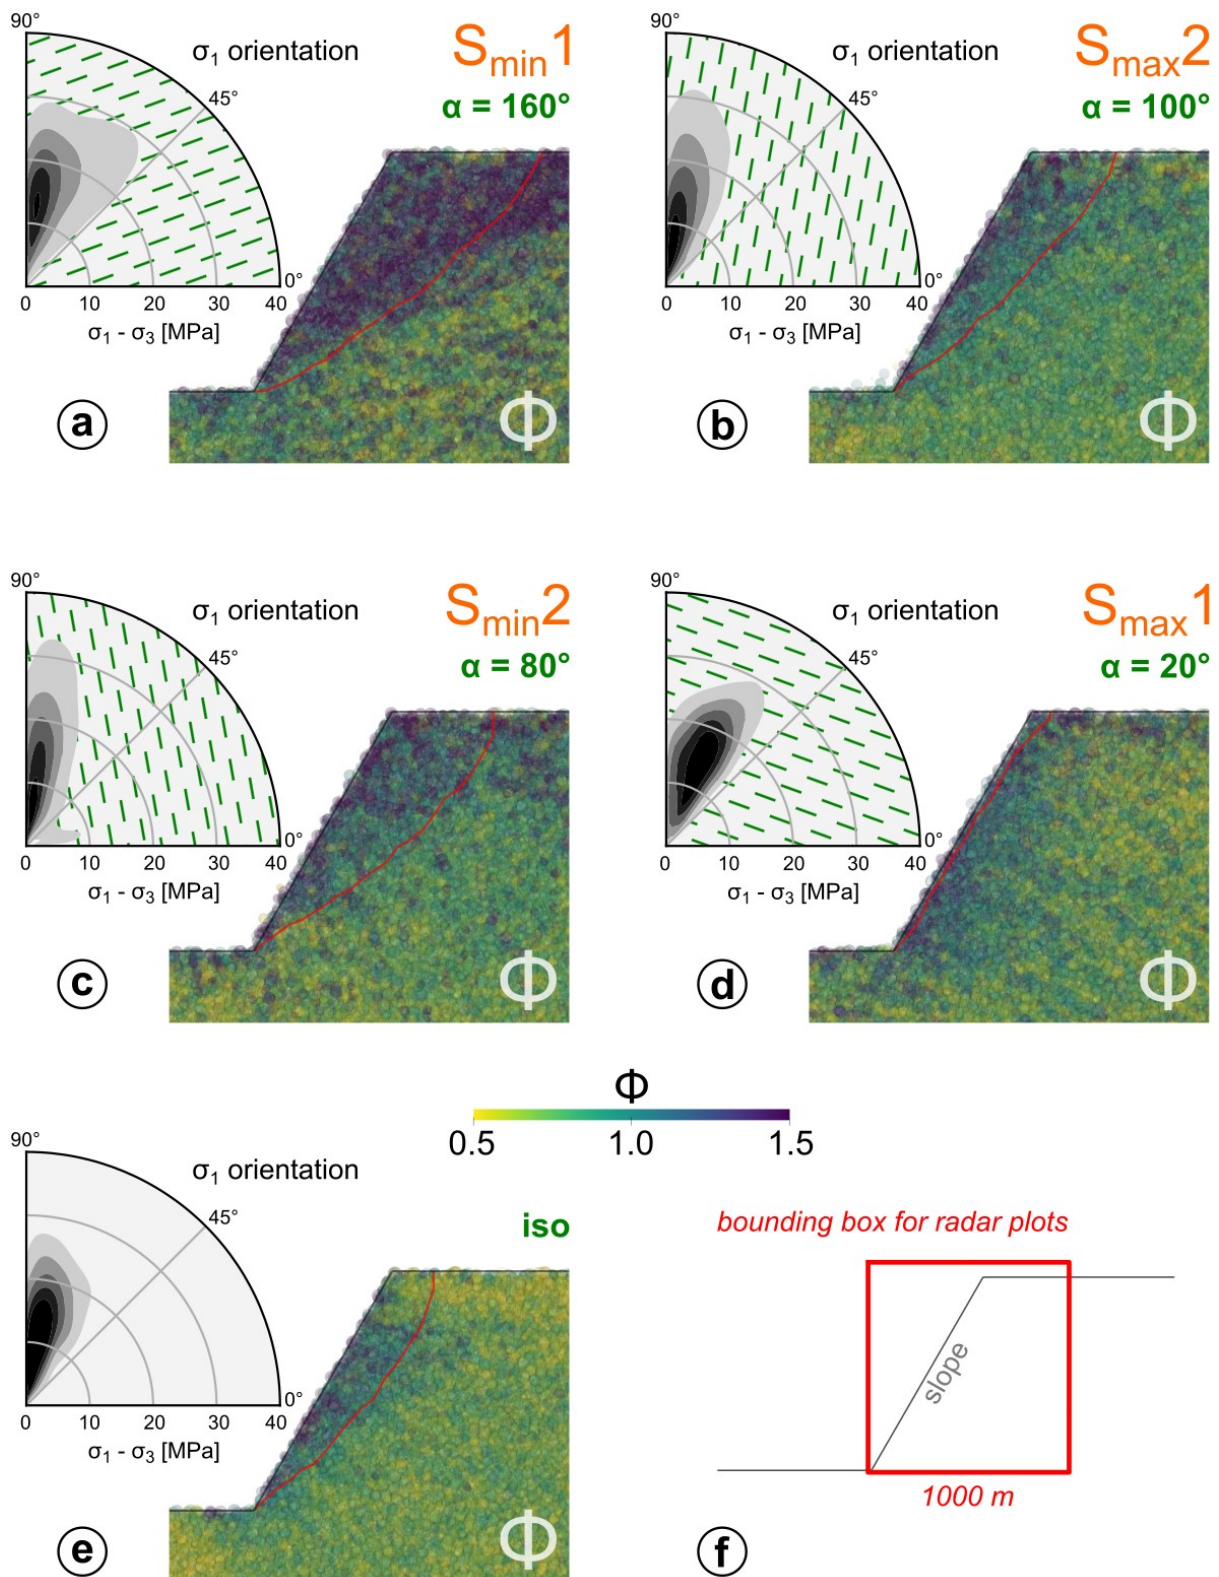 90°
σ1 orientation
Smin1
α = 160°
45°
0°
0 10 20 30 40
σ1 - σ3 [MPa]
a
Φ
90°
σ1 orientation
Smax2
α = 100°
45°
0°
0 10 20 30 40
σ1 - σ3 [MPa]
b
Φ
90°
σ1 orientation
Smin2
α = 80°
45°
0°
0 10 20 30 40
σ1 - σ3 [MPa]
c
Φ
90°
σ1 orientation
Smax1
α = 20°
45°
0°
0 10 20 30 40
σ1 - σ3 [MPa]
d
Φ
Φ
0.5 1.0 1.5
90°
σ1 orientation
iso
45°
0°
0 10 20 30 40
σ1 - σ3 [MPa]
e
Φ
bounding box for radar plots
slope
1000 m
f